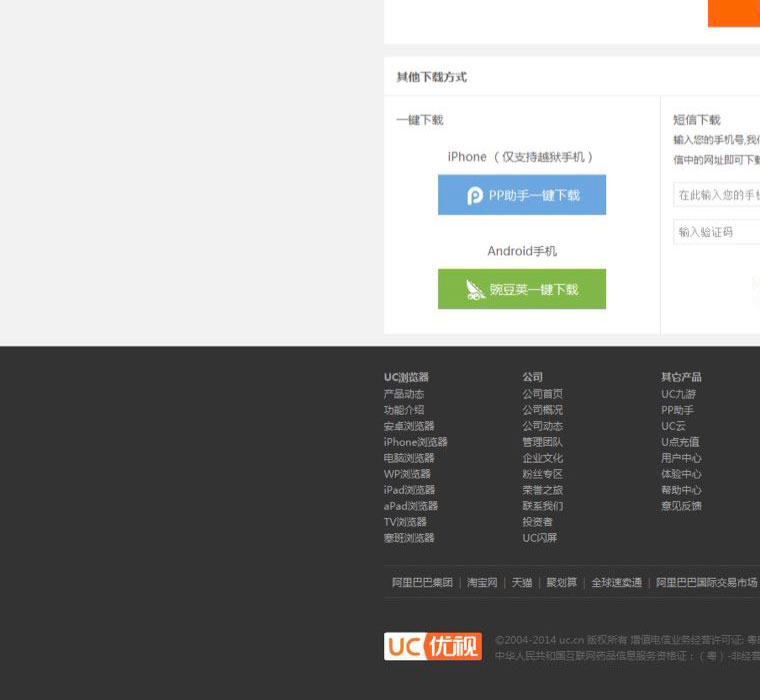 其他下载方式
一键下载
iPhone（仅支持越狱手机）
PP助手一键下载
Android手机
豌豆荚一键下载
短信下载
输入您的手机号,我
信中的网址即可下
在此输入您的手
输入验证码
UC浏览器
产品动态
功能介绍
安卓浏览器
iPhone浏览器
电脑浏览器
WP浏览器
iPad浏览器
aPad浏览器
TV浏览器
塞班浏览器
公司
公司首页
公司概况
公司动态
管理团队
企业文化
粉丝专区
荣誉之旅
联系我们
投资者
UC闪屏
其它产品
UC九游
PP助手
UC云
U点充值
用户中心
体验中心
帮助中心
意见反馈
阿里巴巴集团 | 淘宝网 | 天猫 | 聚划算 | 全球速卖通 | 阿里巴巴国际交易市场
UC优视
©2004-2014 uc.cn 版权所有 增值电信业务经营许可证: 粤
中华人民共和国互联网药品信息服务资格证：（粤）-非经营